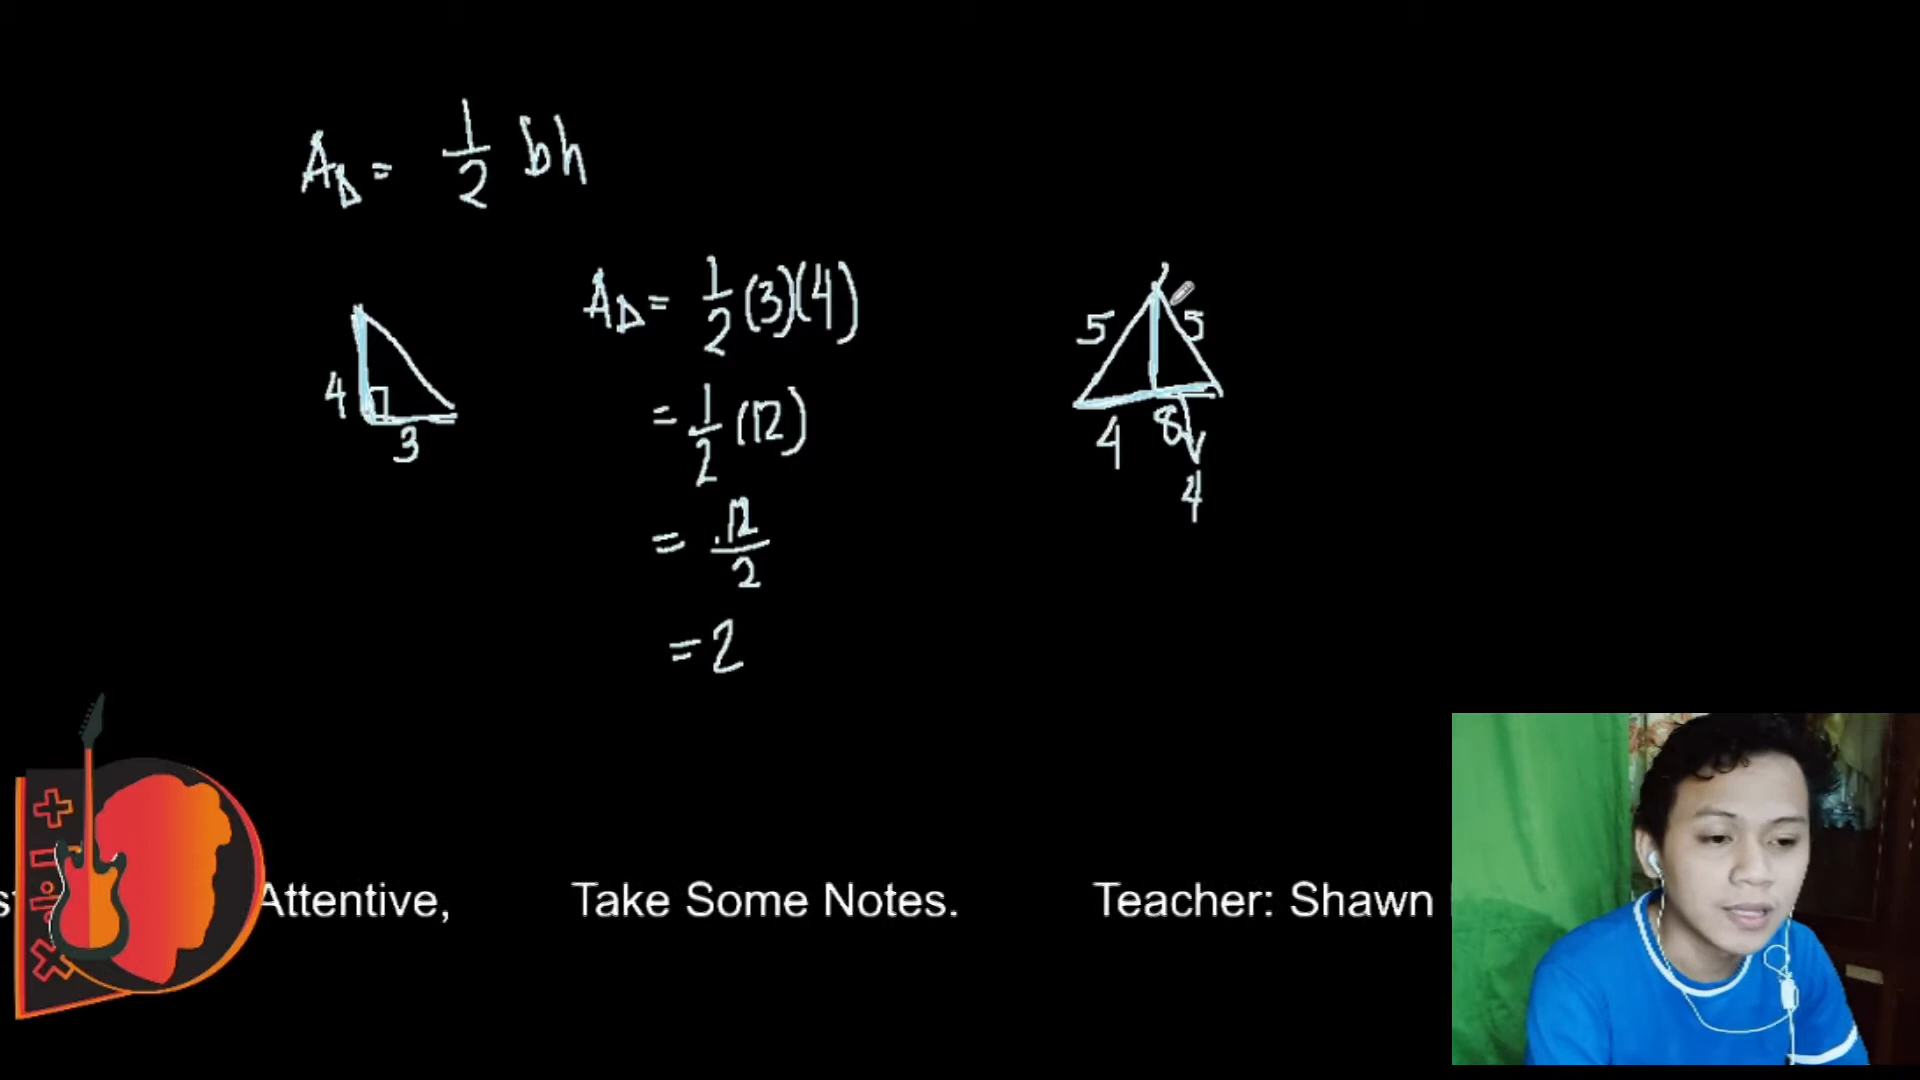 A△ = 1/2 bh
4
3
A△ = 1/2 (3)(4)
= 1/2 (12)
= 12/2
= 2
5 5
4 8
4
Attentive, Take Some Notes. Teacher: Shawn